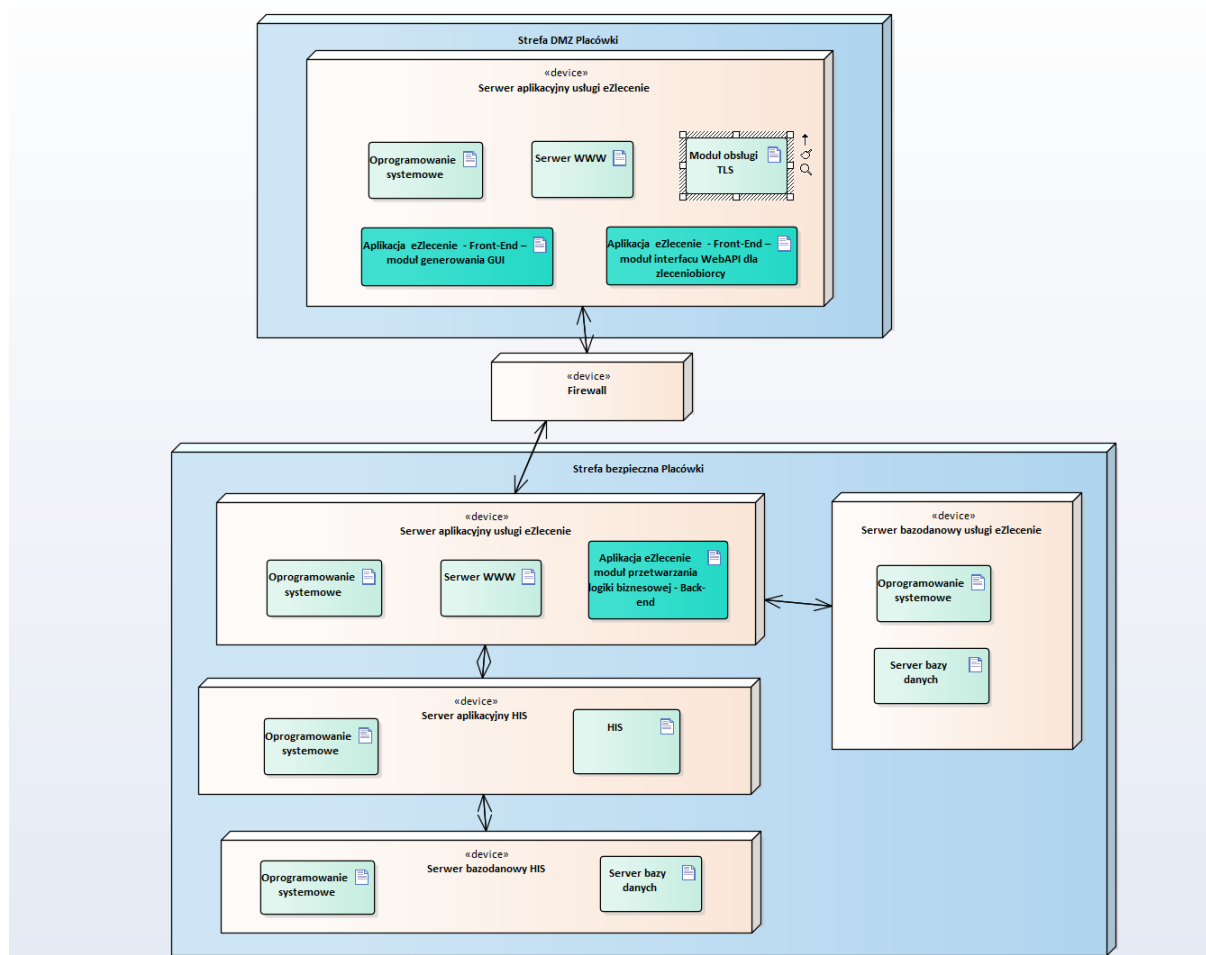 Strefa DMZ Placówki
«device»
Serwer aplikacyjny usługi eZlecenie
Oprogramowanie
systemowe
Serwer WWW
Moduł obsługi
TLS
Aplikacja eZlecenie - Front-End –
moduł generowania GUI
Aplikacja eZlecenie - Front-End –
moduł interfacu WebAPI dla
zleceniobiorcy
«device»
Firewall
Strefa bezpieczna Placówki
«device»
Serwer aplikacyjny usługi eZlecenie
Oprogramowanie
systemowe
Serwer WWW
Aplikacja eZlecenie
moduł przetwarzania
logiki biznesowej - Back-
end
«device»
Serwer bazodanowy usługi eZlecenie
Oprogramowanie
systemowe
Server bazy
danych
«device»
Server aplikacyjny HIS
Oprogramowanie
systemowe
HIS
«device»
Serwer bazodanowy HIS
Oprogramowanie
systemowe
Server bazy
danych